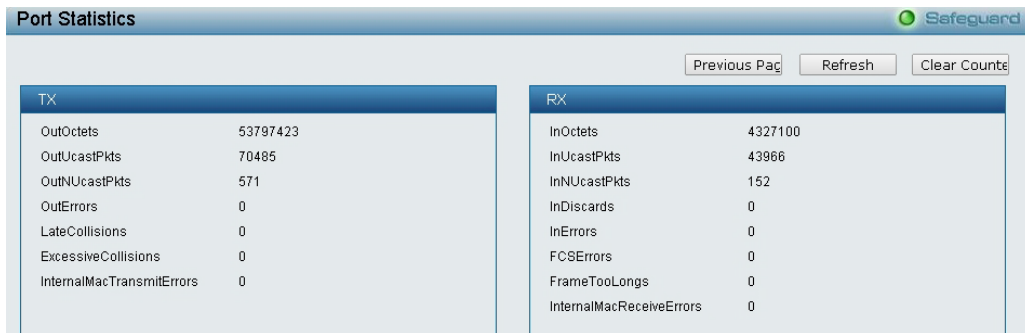 Port Statistics
Safeguard
Previous Pag
Refresh
Clear Counte
TX
OutOctets 53797423
OutUcastPkts 70485
OutNUcastPkts 571
OutErrors 0
LateCollisions 0
ExcessiveCollisions 0
InternalMacTransmitErrors 0
RX
InOctets 4327100
InUcastPkts 43966
InNUcastPkts 152
InDiscards 0
InErrors 0
FCSErrors 0
FrameTooLongs 0
InternalMacReceiveErrors 0